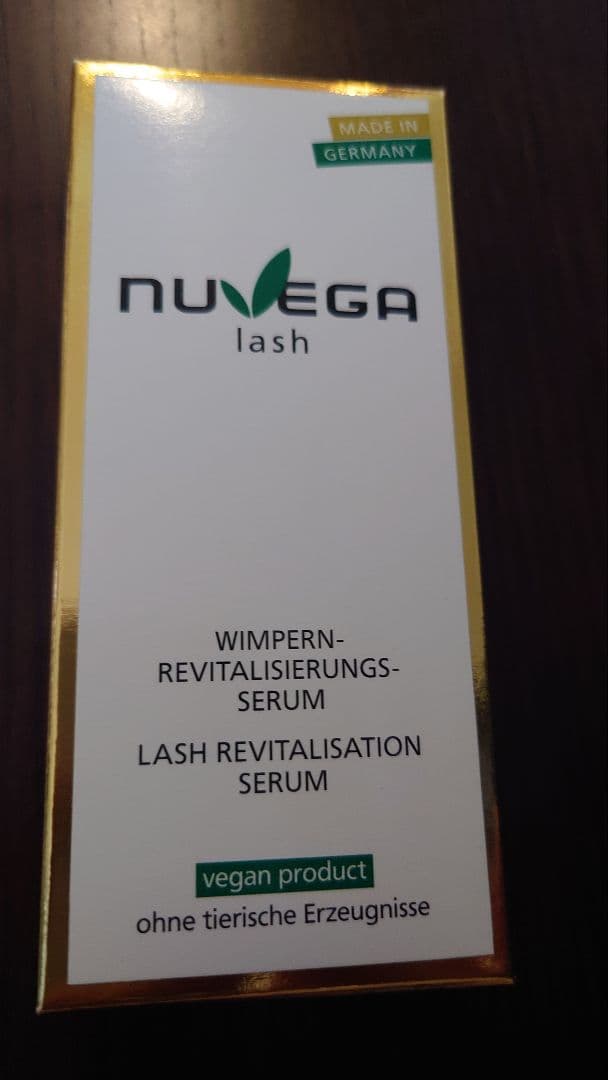 MADE IN
GERMANY
NUVEGA
lash
WIMPERN-
REVITALISIERUNGS-
SERUM
LASH REVITALISATION
SERUM
vegan product
ohne tierische Erzeugnisse